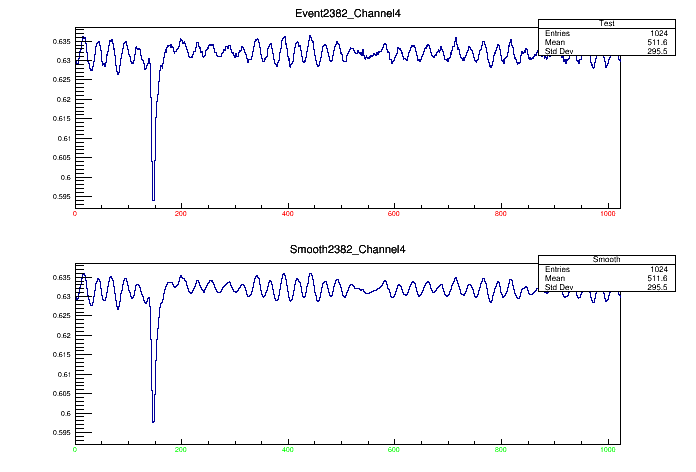 Event2382_Channel4
Test
Entries 1024
Mean 511.6
Std Dev 295.5
0.635
0.63
0.625
0.62
0.615
0.61
0.605
0.6
0.595
0 200 400 600 800 1000
Smooth2382_Channel4
Smooth
Entries 1024
Mean 511.6
Std Dev 295.5
0.635
0.63
0.625
0.62
0.615
0.61
0.605
0.6
0.595
0 200 400 600 800 1000